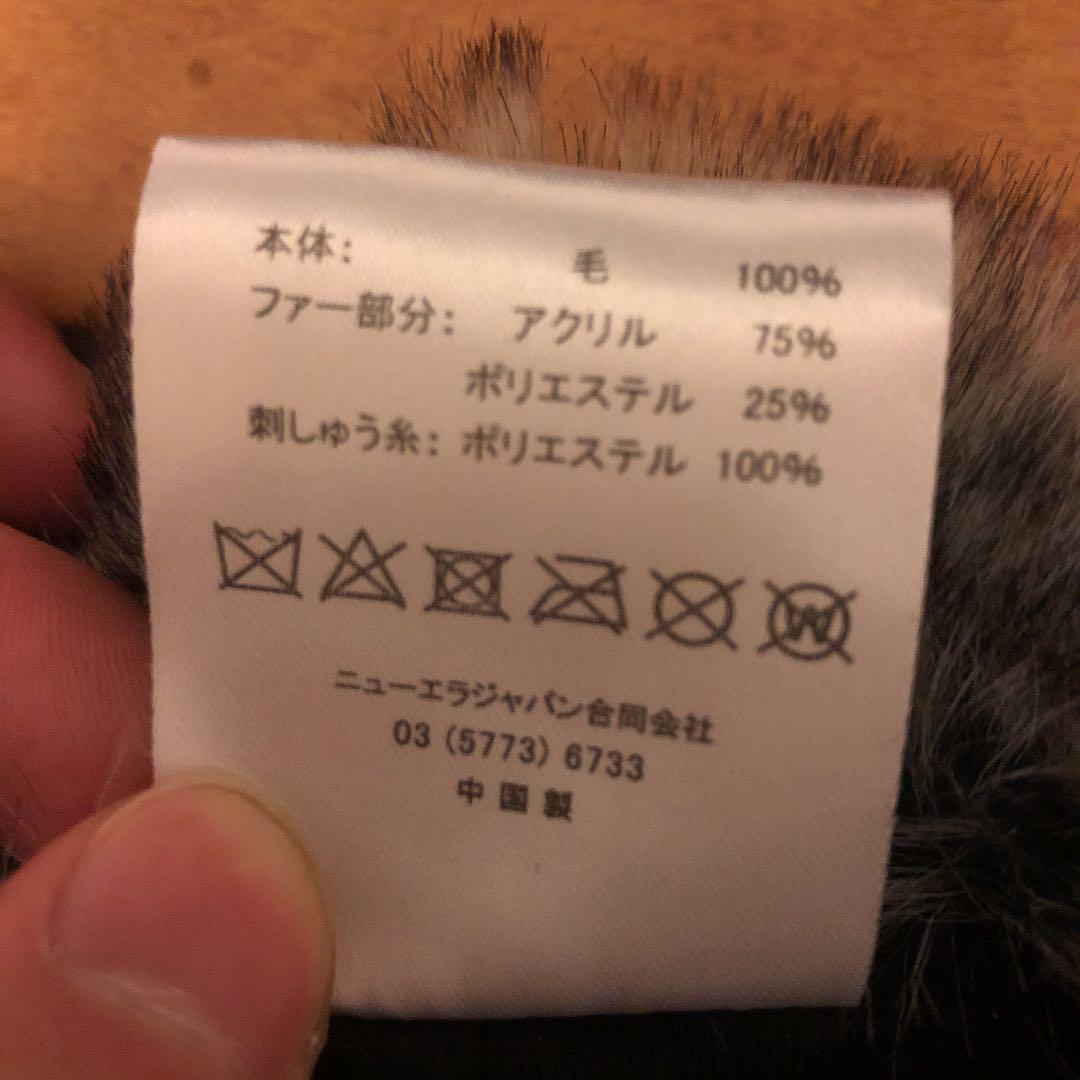 本体: 毛 100%
ファー部分: アクリル 75%
ポリエステル 25%
刺しゅう糸: ポリエステル 100%
W
ニューエラジャパン合同会社
03 (5773) 6733
中国製